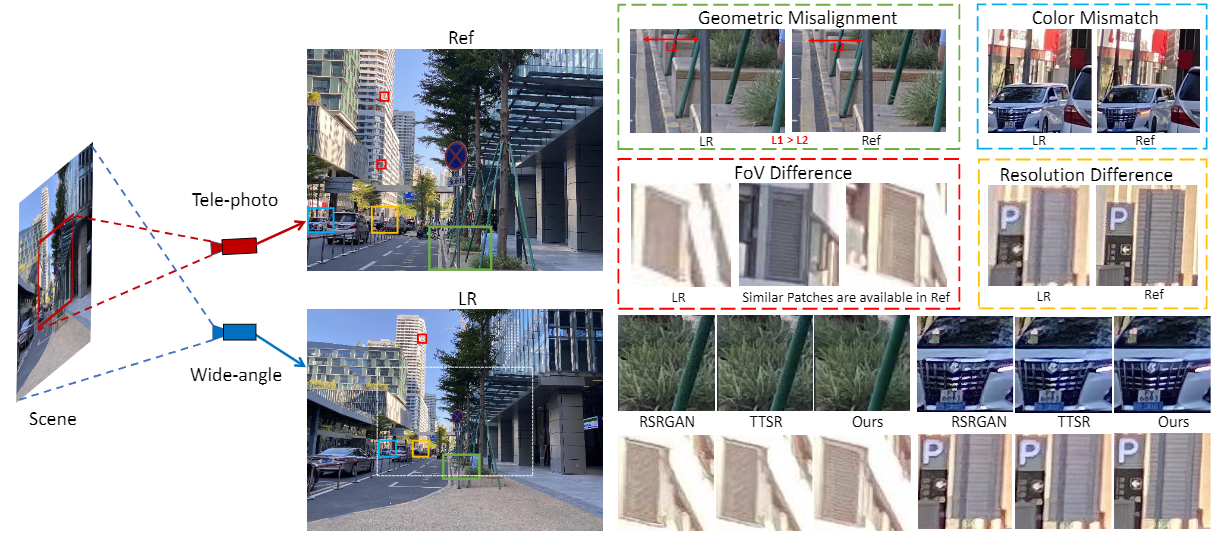 Ref
Tele-photo
LR
Wide-angle
Scene
Geometric Misalignment
L1
L2
LR
L1 > L2
Ref
Color Mismatch
LR
Ref
FoV Difference
LR
Similar Patches are available in Ref
Resolution Difference
P
P
LR
Ref
RSRGAN
TTSR
Ours
RSRGAN
TTSR
Ours
P
P
P